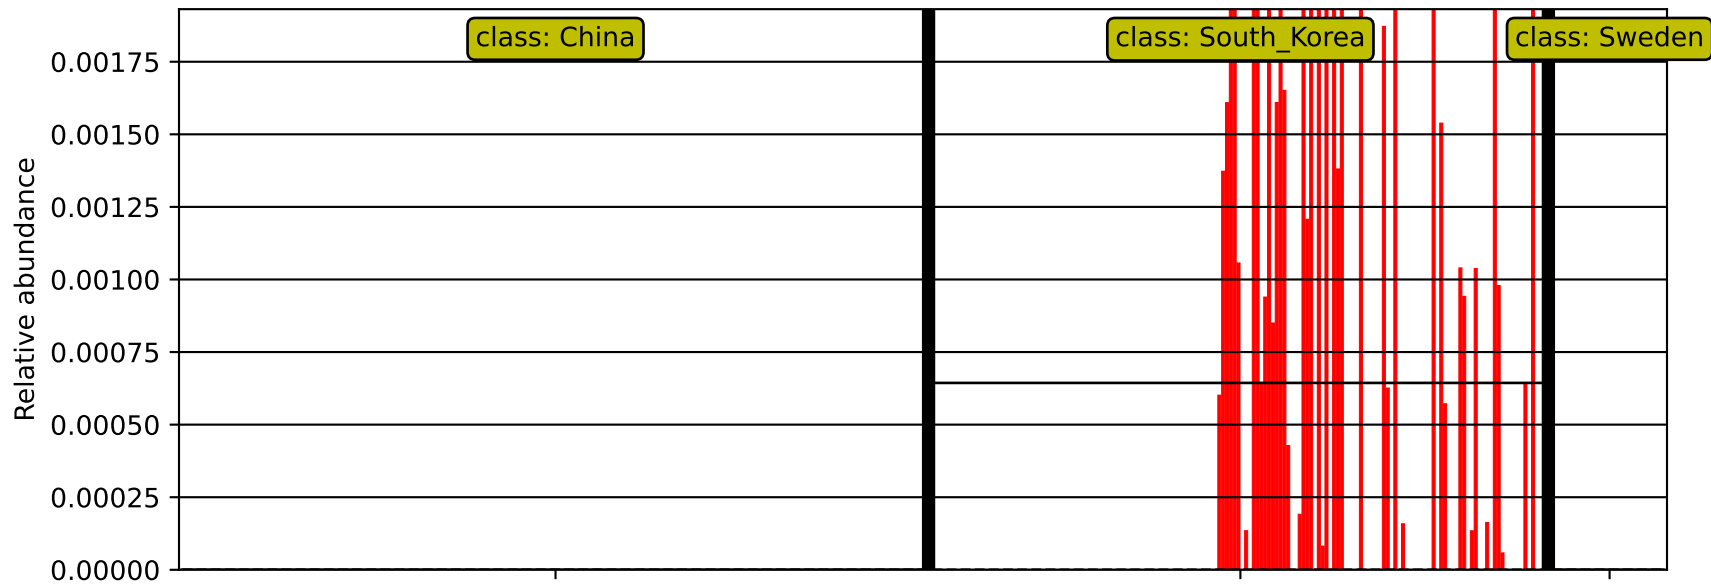 class: China
class: South_Korea
class: Sweden
Relative abundance
0.00175
0.00150
0.00125
0.00100
0.00075
0.00050
0.00025
0.00000